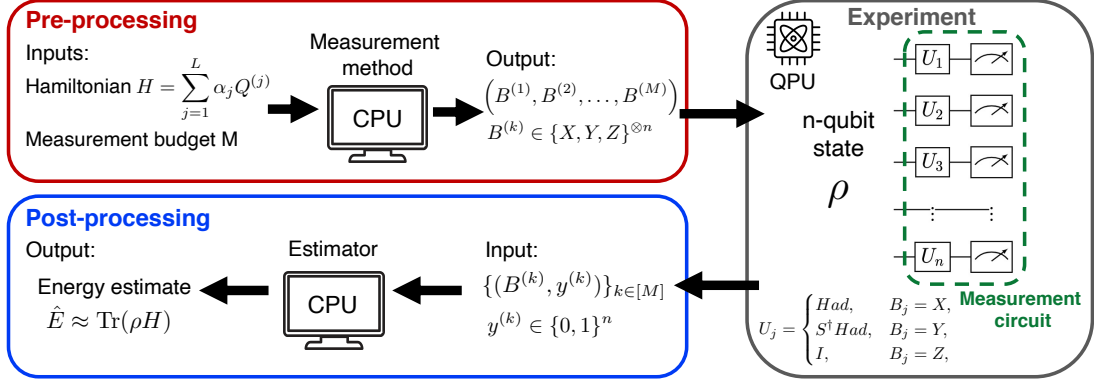 Pre-processing
Inputs:
Hamiltonian $H = \sum_{j=1}^{L} \alpha_j Q^{(j)}$
Measurement budget M
Measurement
method
CPU
Output:
$\left(B^{(1)}, B^{(2)}, \ldots, B^{(M)}\right)$
$B^{(k)} \in \{X, Y, Z\}^{\otimes n}$
Experiment
QPU
n-qubit
state
$\rho$
$U_1$
$U_2$
$U_3$
$U_n$
Measurement
circuit
$U_j = \begin{cases} Had, & B_j = X, \\ S^\dagger Had, & B_j = Y, \\ I, & B_j = Z, \end{cases}$
Post-processing
Output:
Energy estimate
$\hat{E} \approx \mathrm{Tr}(\rho H)$
Estimator
CPU
Input:
$\{(B^{(k)}, y^{(k)})\}_{k \in [M]}$
$y^{(k)} \in \{0, 1\}^n$